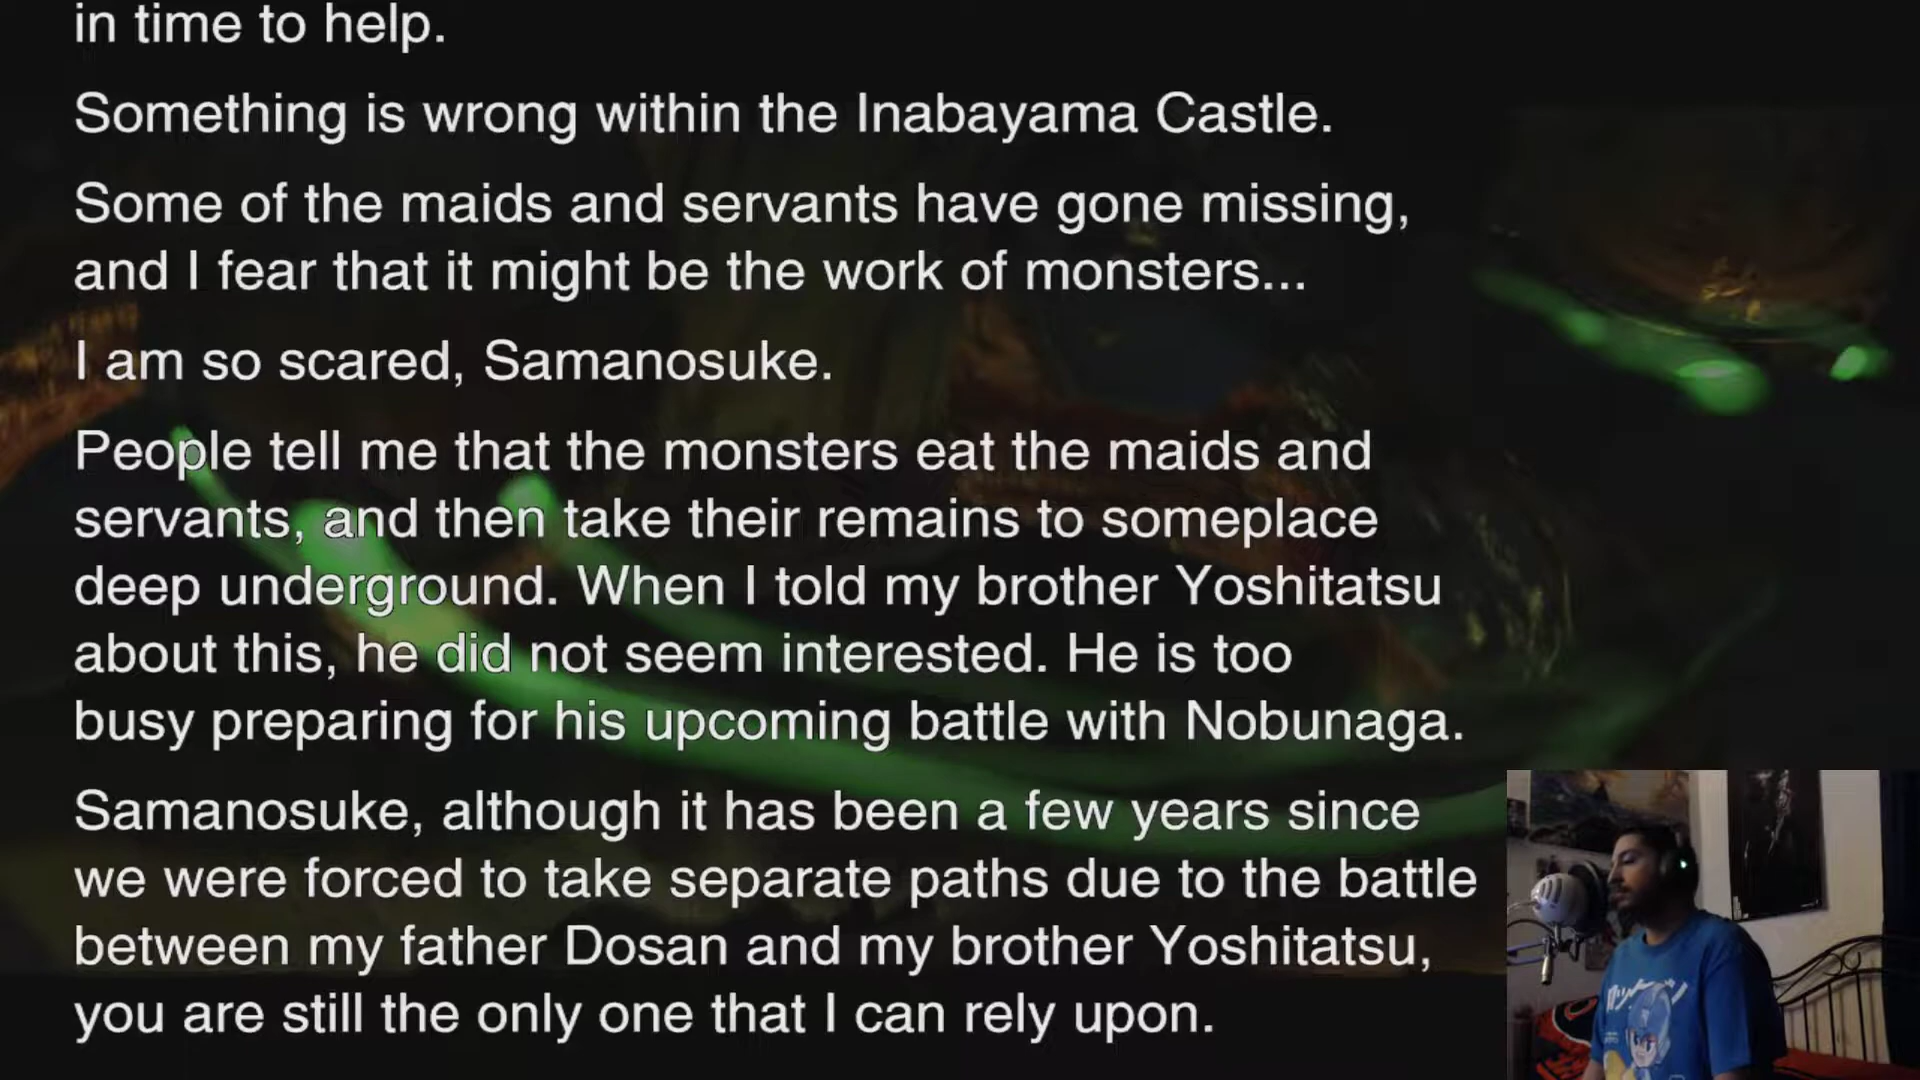 in time to help.
Something is wrong within the Inabayama Castle.
Some of the maids and servants have gone missing,
and I fear that it might be the work of monsters...
I am so scared, Samanosuke.
People tell me that the monsters eat the maids and
servants, and then take their remains to someplace
deep underground. When I told my brother Yoshitatsu
about this, he did not seem interested. He is too
busy preparing for his upcoming battle with Nobunaga.
Samanosuke, although it has been a few years since
we were forced to take separate paths due to the battle
between my father Dosan and my brother Yoshitatsu,
you are still the only one that I can rely upon.